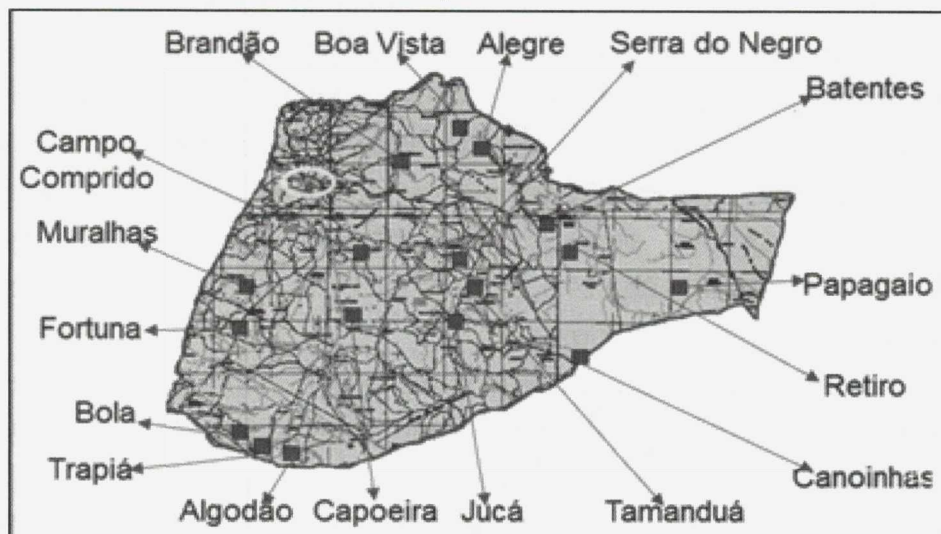 Brandão
Boa Vista
Alegre
Serra do Negro
Batentes
Campo
Comprido
Muralhas
Fortuna
Papagaio
Retiro
Bola
Trapiá
Canoinhas
Algodão
Capoeira
Jucá
Tamanduá